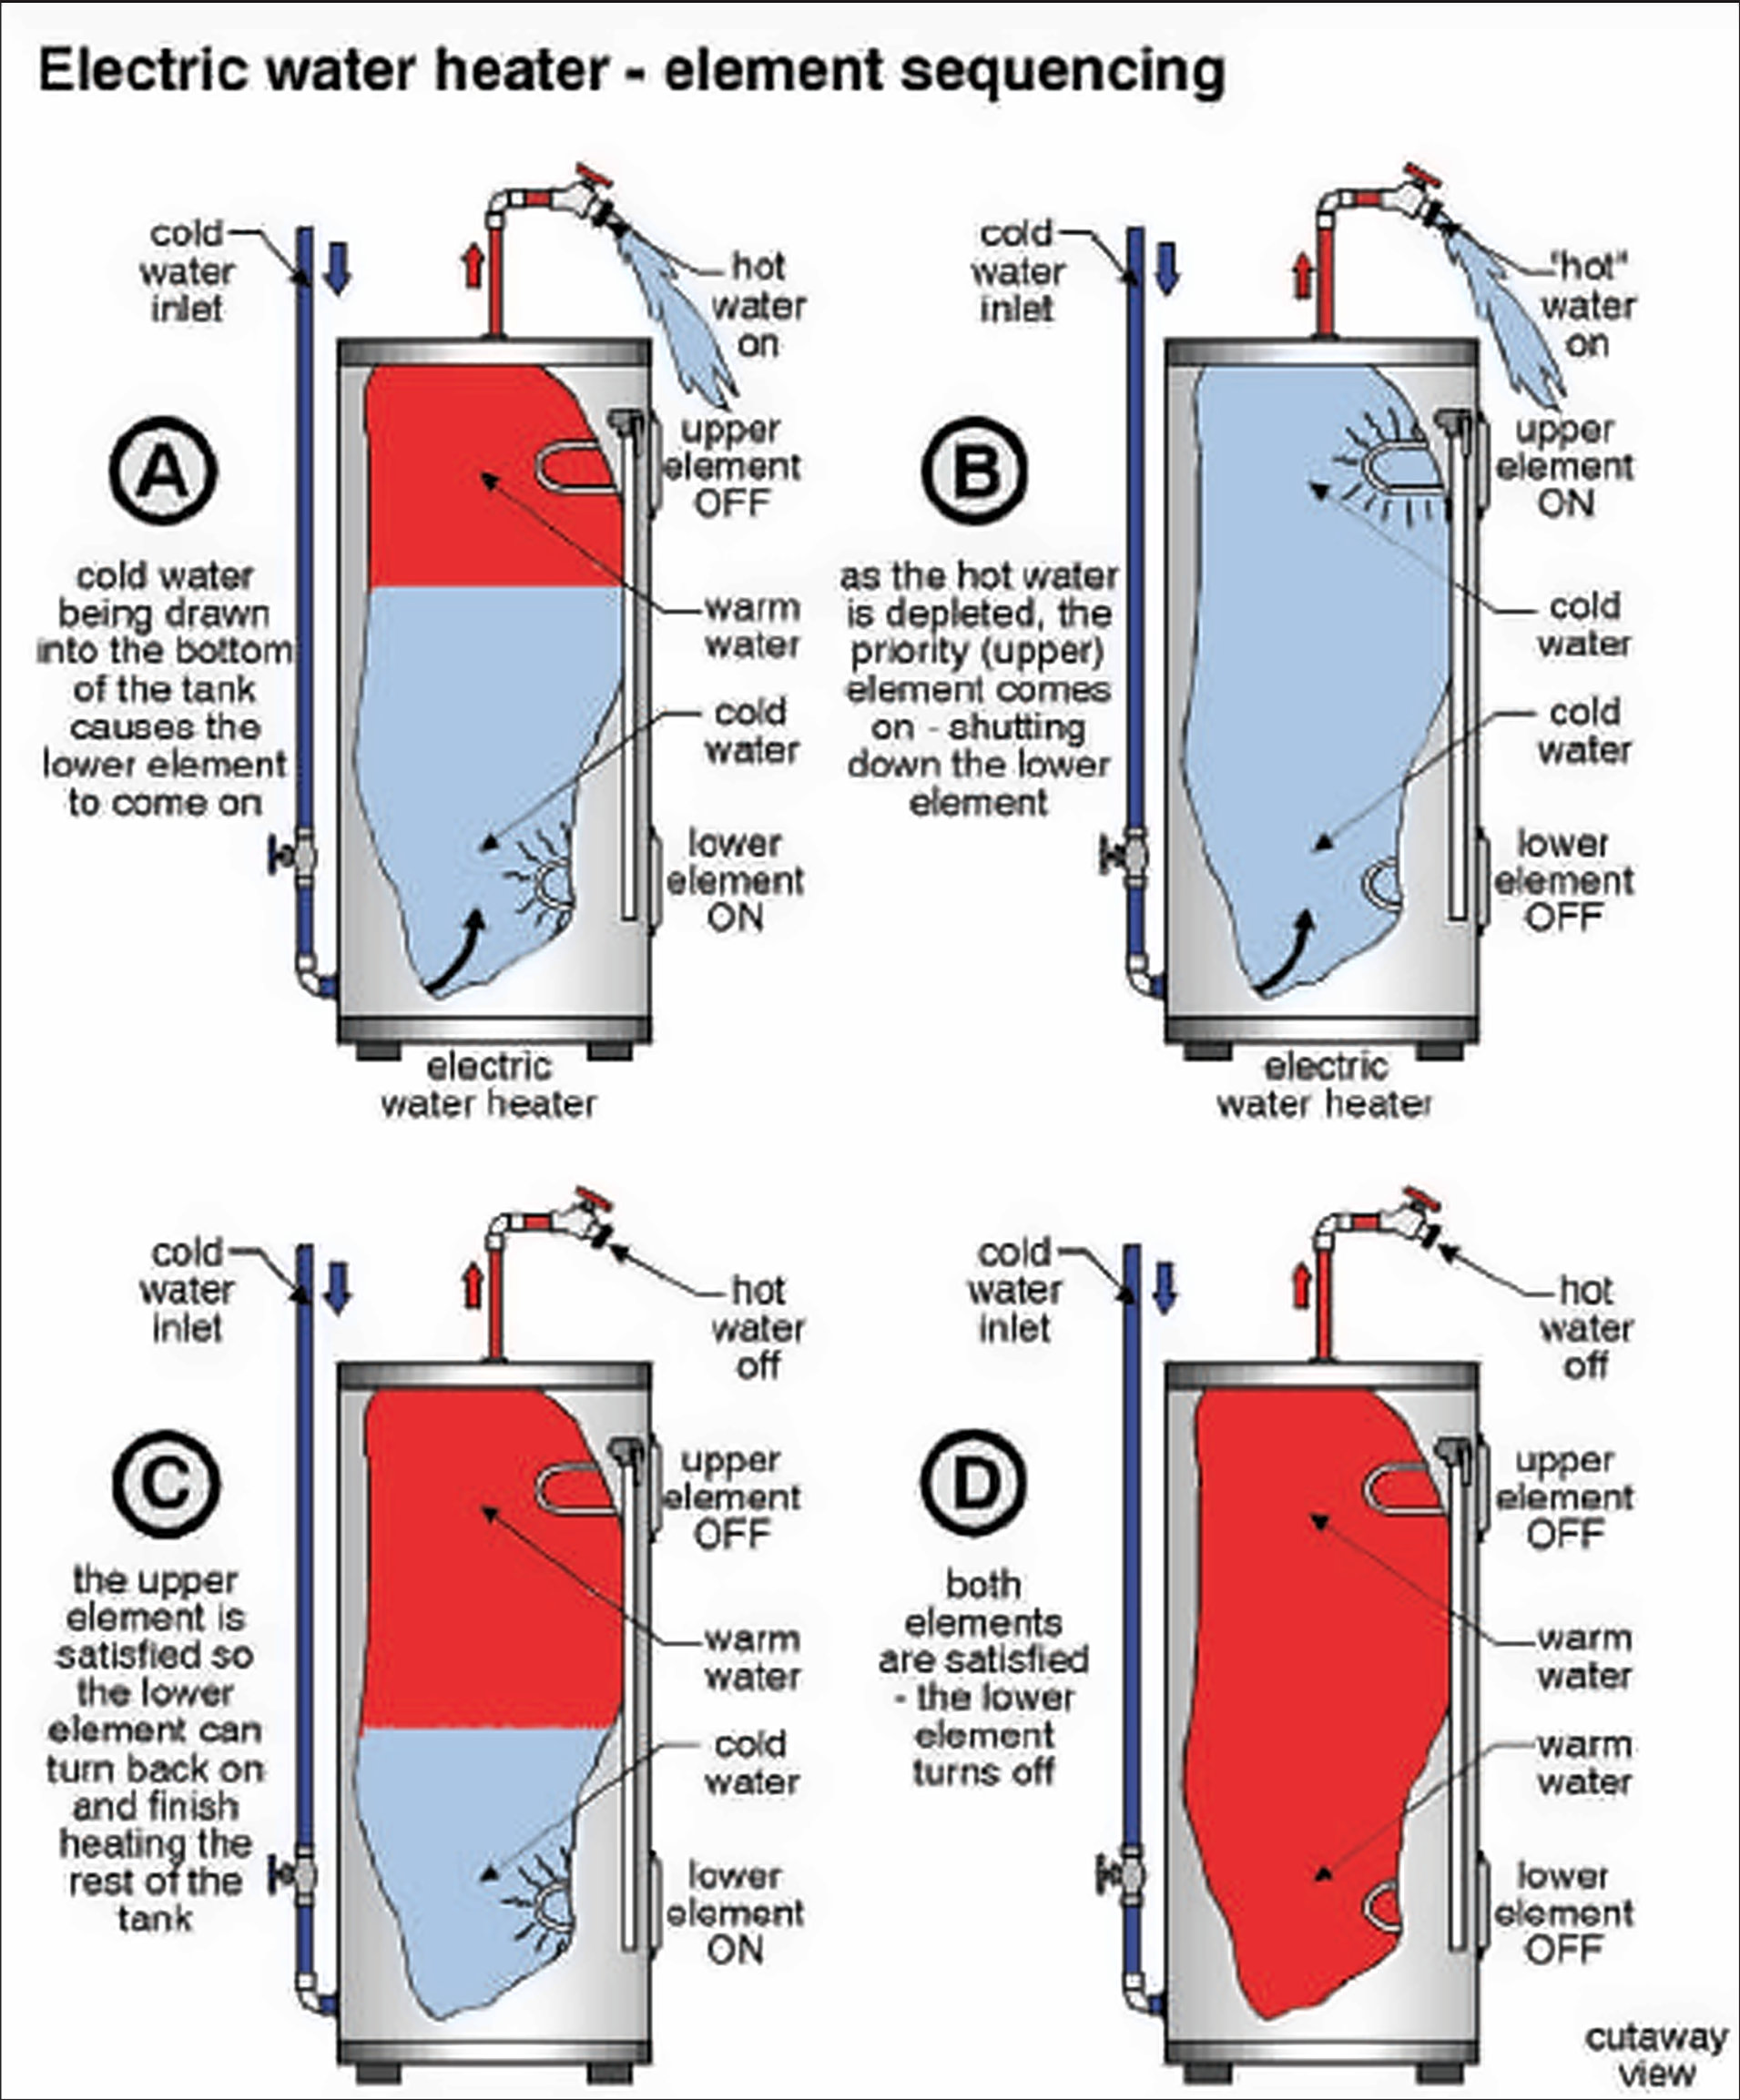 Electric water heater - element sequencing
cold
water
inlet
hot
water
on
A
upper
element
OFF
cold water
being drawn
into the bottom
of the tank
causes the
lower element
to come on
warm
water
cold
water
lower
element
ON
electric
water heater
cold
water
inlet
"hot"
water
on
B
upper
element
ON
as the hot water
is depleted, the
priority (upper)
element comes
on - shutting
down the lower
element
cold
water
cold
water
lower
element
OFF
electric
water heater
cold
water
inlet
hot
water
off
C
upper
element
OFF
the upper
element is
satisfied so
the lower
element can
turn back on
and finish
heating the
rest of the
tank
warm
water
cold
water
lower
element
ON
cold
water
inlet
hot
water
off
D
upper
element
OFF
both
elements
are satisfied
- the lower
element
turns off
warm
water
warm
water
lower
element
OFF
cutaway
view